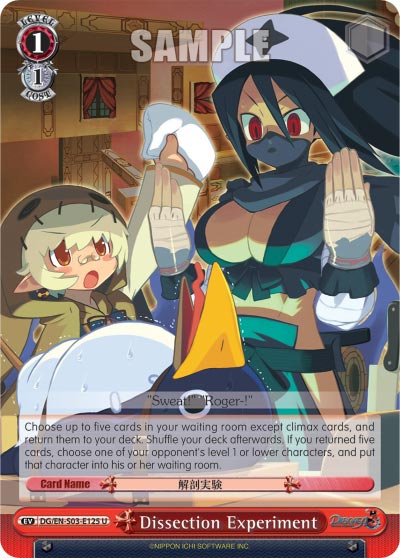 LEVEL
1
1
COST
SAMPLE
"Sweat!" "Roger-!"
Choose up to five cards in your waiting room except climax cards, and
return them to your deck. Shuffle your deck afterwards. If you returned five
cards, choose one of your opponent's level 1 or lower characters, and put
that character into his or her waiting room.
Card Name 解剖実験
EV DG/EN-S03-E125 U Dissection Experiment DISGAEA
©NIPPON ICHI SOFTWARE INC.